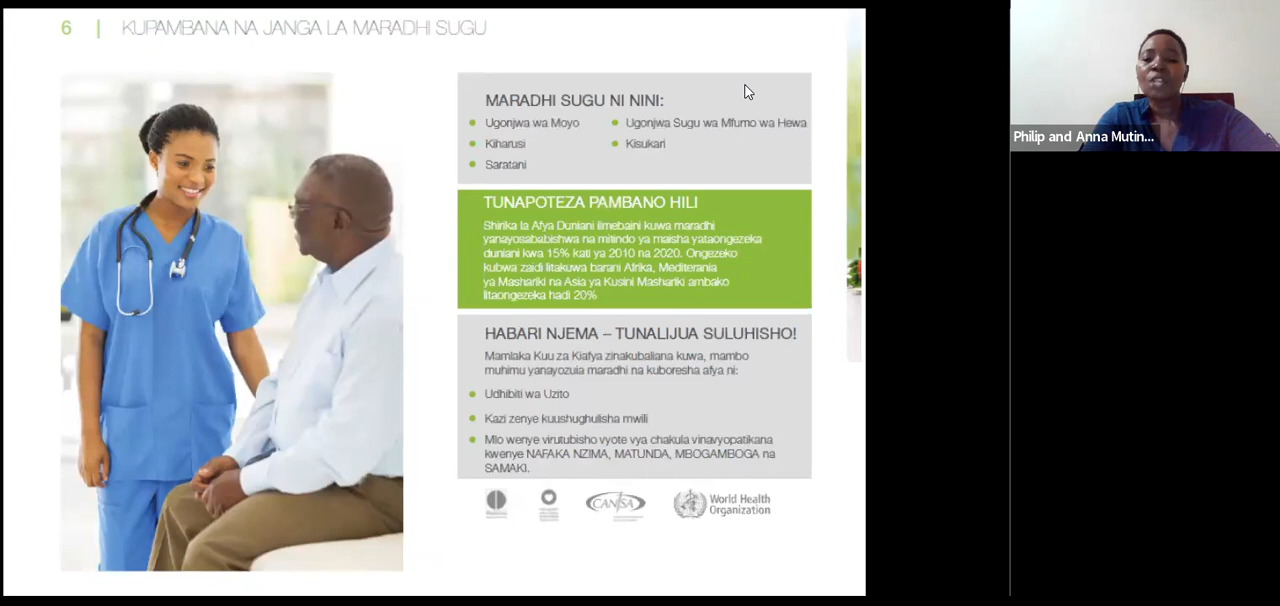 6 | KUPAMBANA NA JANGA LA MARADHI SUGU
MARADHI SUGU NI NINI:
Ugonjwa wa Moyo
Kiharusi
Saratani
Ugonjwa Sugu wa Mfumo wa Hewa
Kisukari
TUNAPOTEZA PAMBANO HILI
Shirika la Afya Duniani limebaini kuwa maradhi
yanayosababishwa na mitindo ya maisha yataongezeka
duniani kwa 15% kati ya 2010 na 2020. Ongezeko
kubwa zaidi litakuwa barani Afrika, Mediterania
ya Mashariki na Asia ya Kusini Mashariki ambako
litaongezeka hadi 20%
HABARI NJEMA – TUNALIJUA SULUHISHO!
Mamlaka Kuu za Kiafya zinakubaliana kuwa, mambo
muhimu yanayozuia maradhi na kuboresha afya ni:
Udhibiti wa Uzito
Kazi zenye kuushughulisha mwili
Mlo wenye virutubisho vyote vya chakula vinavyopatikana
kwenye NAFAKA NZIMA, MATUNDA, MBOGAMBOGA na
SAMAKI.
CANSA
World Health
Organization
Philip and Anna Mutin...